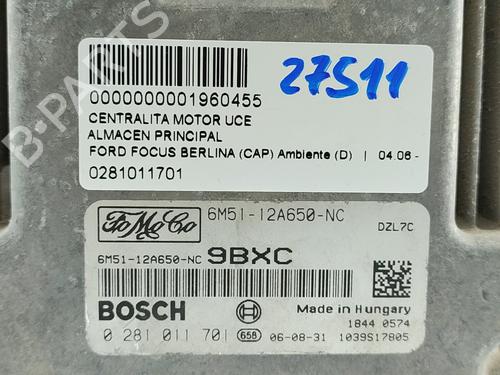 27511
0000000001960455
CENTRALITA MOTOR UCE
ALMACEN PRINCIPAL
FORD FOCUS BERLINA (CAP) Ambiente (D) | 04.06 -
0281011701
FoMoCo
6M51-12A650-NC
DZL7C
6M51-12A650-NC 9BXC
BOSCH
Made in Hungary
1844 0574
0 281 011 701 658 06-08-31 1039S17805
B-PARTS